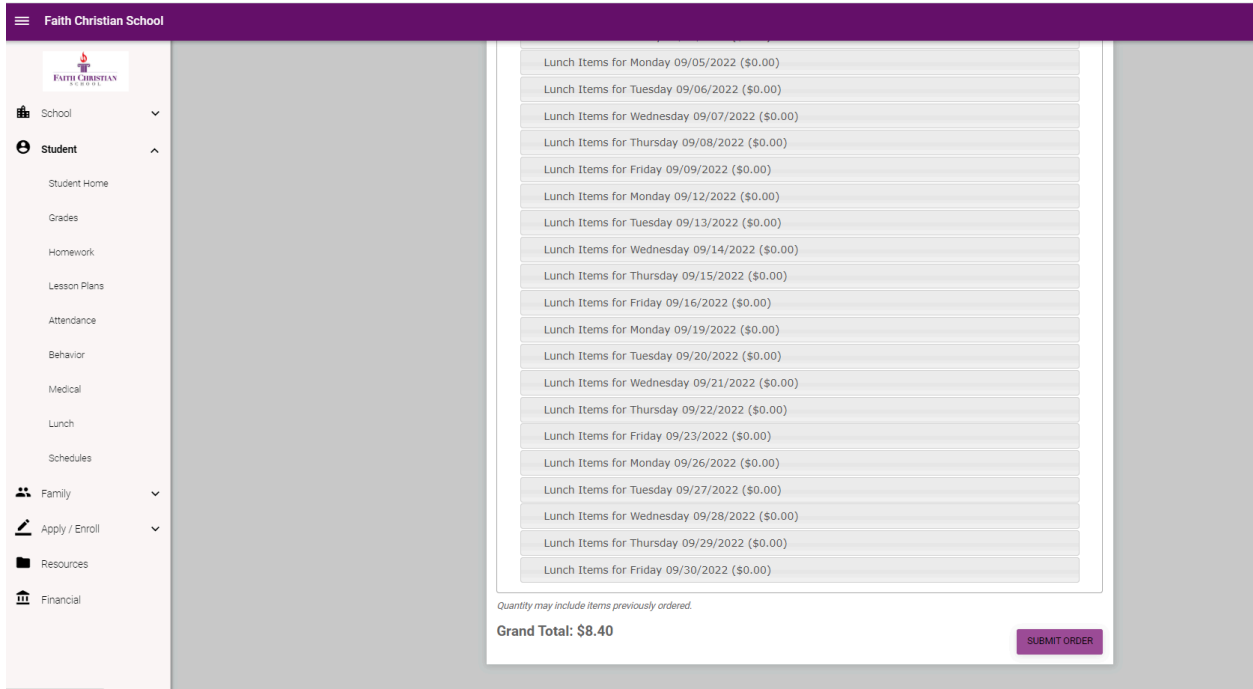 Faith Christian School
FAITH CHRISTIAN
SCHOOL
School
Student
Student Home
Grades
Homework
Lesson Plans
Attendance
Behavior
Medical
Lunch
Schedules
Family
Apply / Enroll
Resources
Financial
Lunch Items for Monday 09/05/2022 ($0.00)
Lunch Items for Tuesday 09/06/2022 ($0.00)
Lunch Items for Wednesday 09/07/2022 ($0.00)
Lunch Items for Thursday 09/08/2022 ($0.00)
Lunch Items for Friday 09/09/2022 ($0.00)
Lunch Items for Monday 09/12/2022 ($0.00)
Lunch Items for Tuesday 09/13/2022 ($0.00)
Lunch Items for Wednesday 09/14/2022 ($0.00)
Lunch Items for Thursday 09/15/2022 ($0.00)
Lunch Items for Friday 09/16/2022 ($0.00)
Lunch Items for Monday 09/19/2022 ($0.00)
Lunch Items for Tuesday 09/20/2022 ($0.00)
Lunch Items for Wednesday 09/21/2022 ($0.00)
Lunch Items for Thursday 09/22/2022 ($0.00)
Lunch Items for Friday 09/23/2022 ($0.00)
Lunch Items for Monday 09/26/2022 ($0.00)
Lunch Items for Tuesday 09/27/2022 ($0.00)
Lunch Items for Wednesday 09/28/2022 ($0.00)
Lunch Items for Thursday 09/29/2022 ($0.00)
Lunch Items for Friday 09/30/2022 ($0.00)
Quantity may include items previously ordered.
Grand Total: $8.40
SUBMIT ORDER